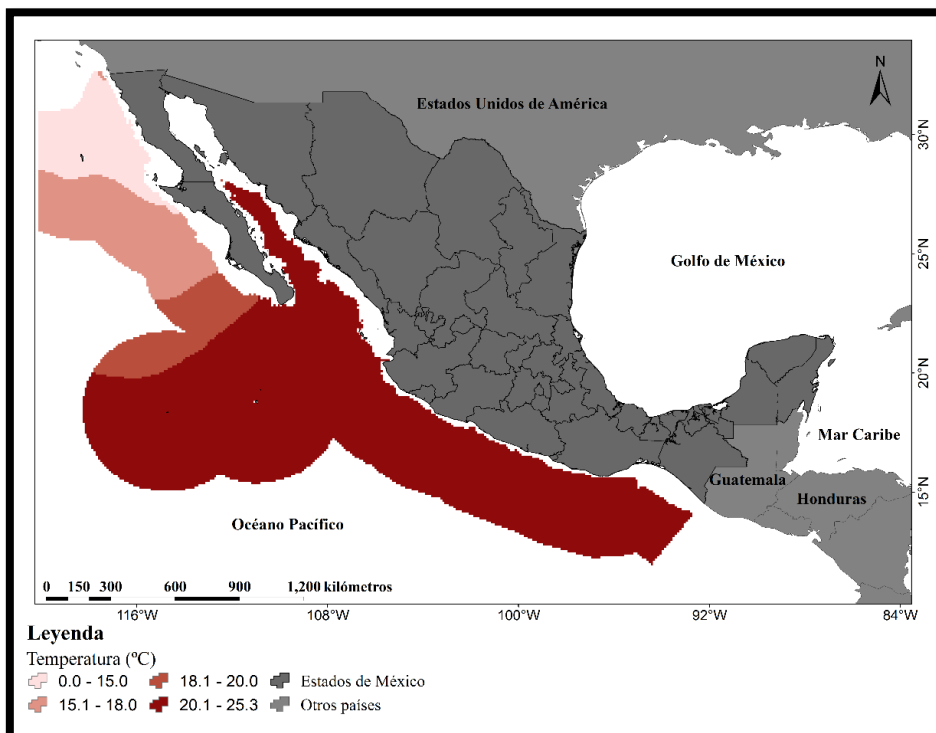 N
Estados Unidos de América
30°N
25°N
Golfo de México
20°N
Mar Caribe
Guatemala
15°N
Honduras
Océano Pacífico
0 150 300 600 900 1,200 kilómetros
116°W 108°W 100°W 92°W 84°W
Leyenda
Temperatura (ºC)
0.0 - 15.0 18.1 - 20.0 Estados de México
15.1 - 18.0 20.1 - 25.3 Otros países